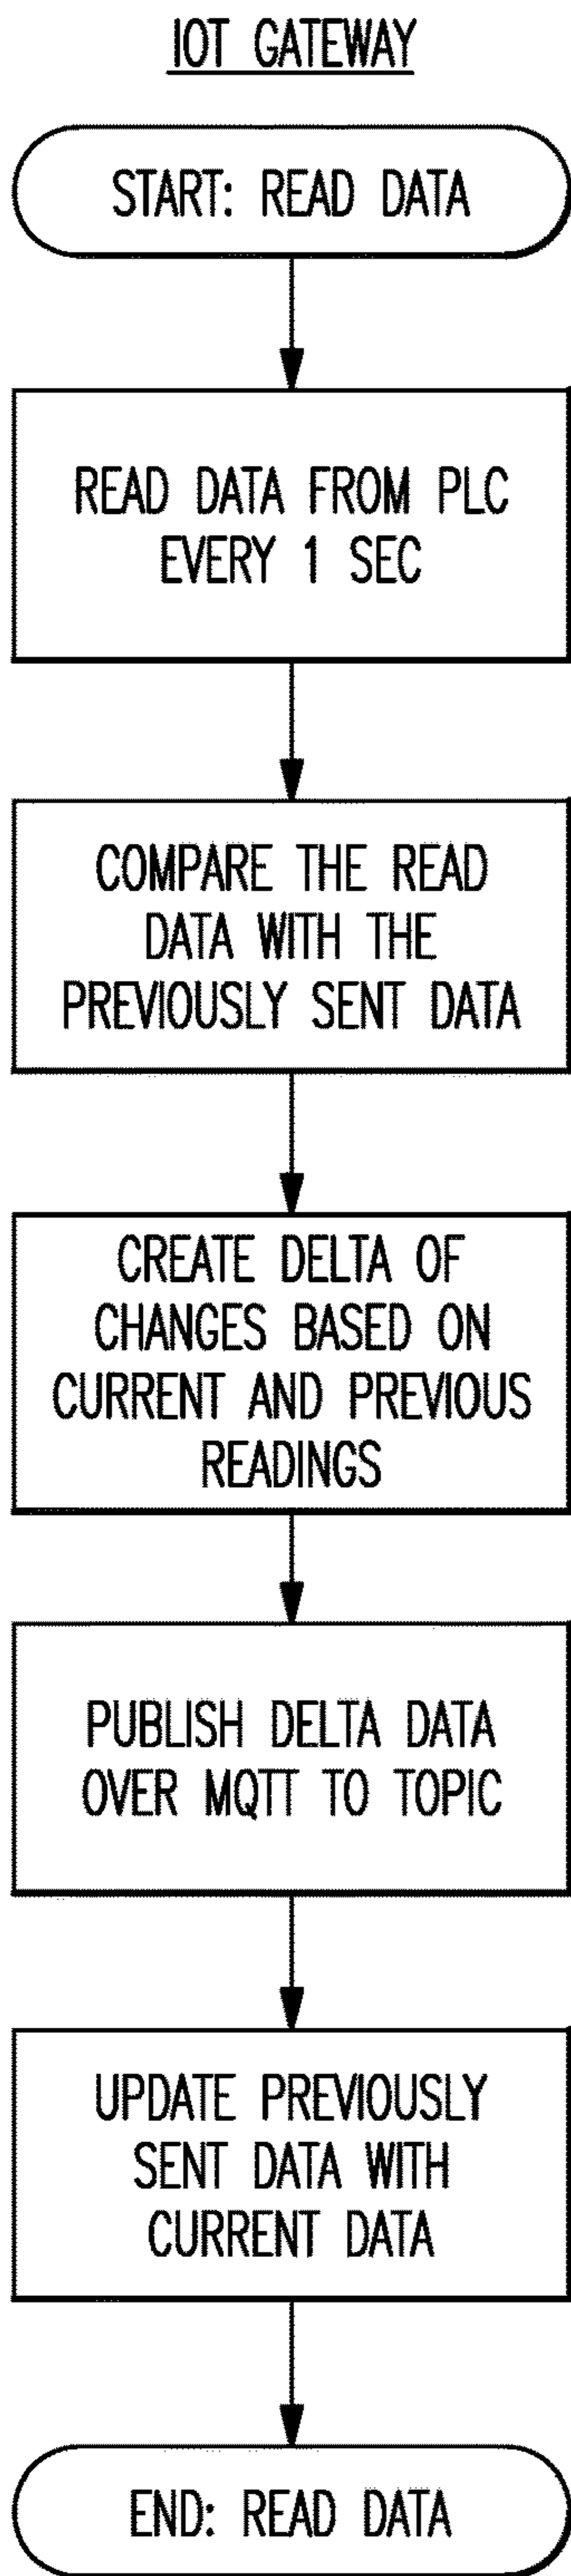 IOT GATEWAY
START: READ DATA
READ DATA FROM PLC
EVERY 1 SEC
COMPARE THE READ
DATA WITH THE
PREVIOUSLY SENT DATA
CREATE DELTA OF
CHANGES BASED ON
CURRENT AND PREVIOUS
READINGS
PUBLISH DELTA DATA
OVER MQTT TO TOPIC
UPDATE PREVIOUSLY
SENT DATA WITH
CURRENT DATA
END: READ DATA